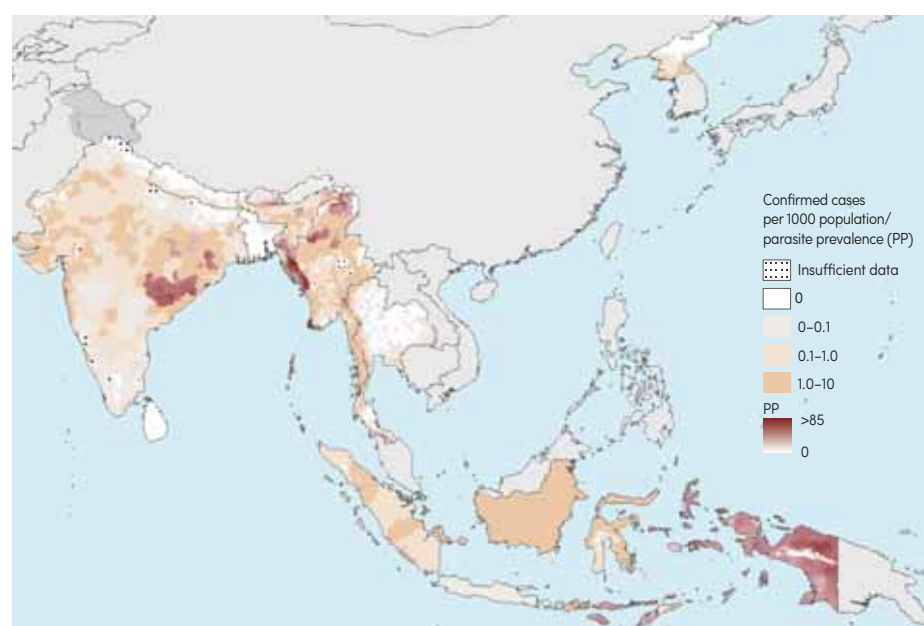 Confirmed cases
per 1000 population/
parasite prevalence (PP)
Insufficient data
0
0–0.1
0.1–1.0
1.0–10
PP
>85
0